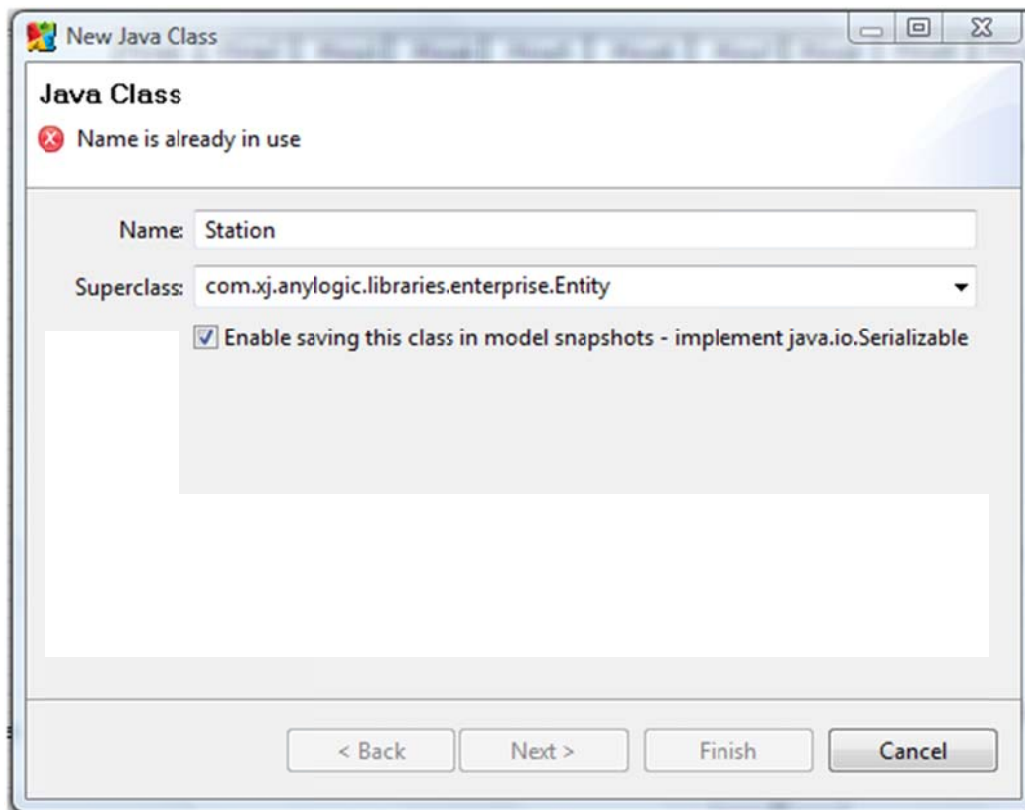 New Java Class
Java Class
Name is already in use
Name: Station
Superclass: com.xj.anylogic.libraries.enterprise.Entity
Enable saving this class in model snapshots - implement java.io.Serializable
< Back Next > Finish Cancel